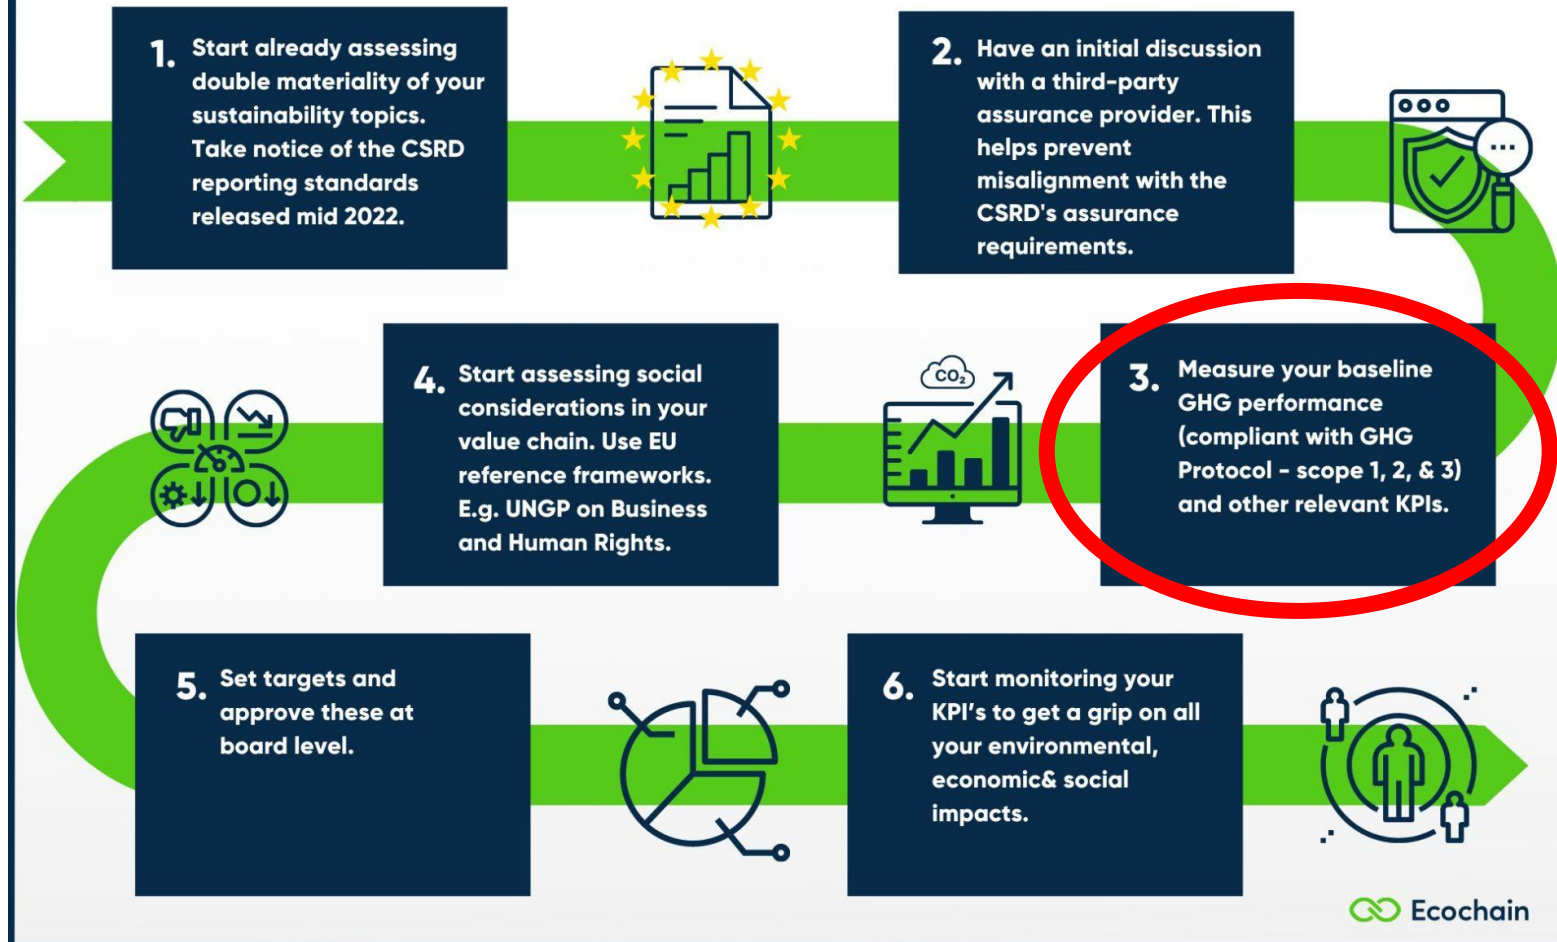 1. Start already assessing
double materiality of your
sustainability topics.
Take notice of the CSRD
reporting standards
released mid 2022.
2. Have an initial discussion
with a third-party
assurance provider. This
helps prevent
misalignment with the
CSRD's assurance
requirements.
3. Measure your baseline
GHG performance
(compliant with GHG
Protocol - scope 1, 2, & 3)
and other relevant KPIs.
CO₂
4. Start assessing social
considerations in your
value chain. Use EU
reference frameworks.
E.g. UNGP on Business
and Human Rights.
5. Set targets and
approve these at
board level.
6. Start monitoring your
KPI's to get a grip on all
your environmental,
economic& social
impacts.
Ecochain